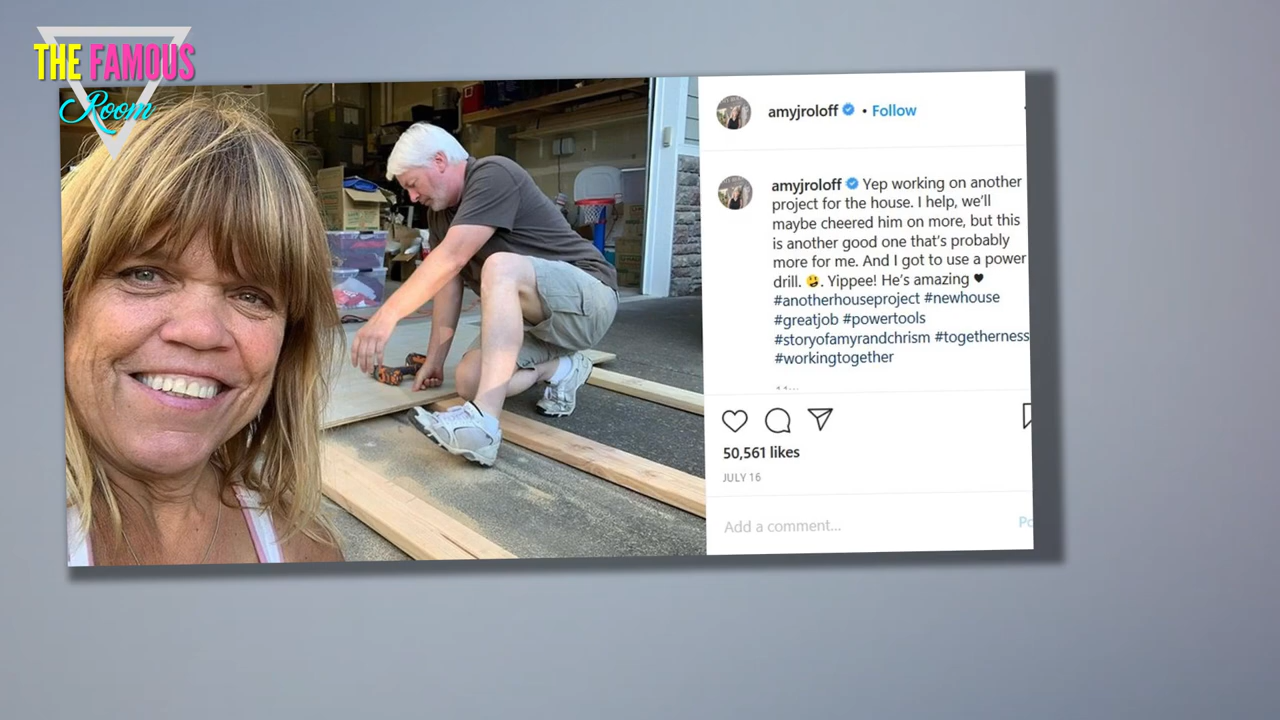 THE FAMOUS
Room
amyjroloff • Follow
amyjroloff Yep working on another
project for the house. I help, we'll
maybe cheered him on more, but this
is another good one that's probably
more for me. And I got to use a power
drill. 🤪. Yippee! He's amazing ♥
#anotherhouseproject #newhouse
#greatjob #powertools
#storyofamyrandchrism #togetherness
#workingtogether
50,561 likes
JULY 16
Add a comment...